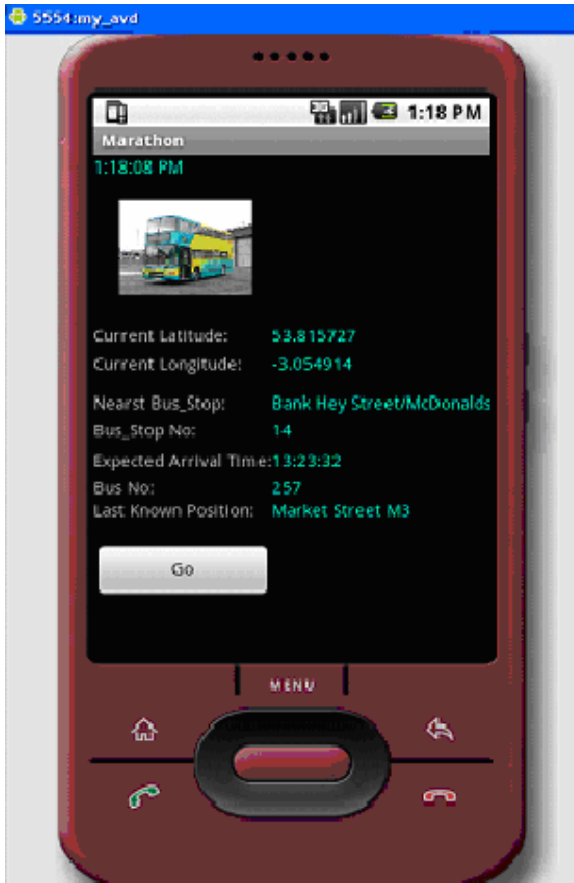 5554:my_avd
1:18 PM
Marathon
1:18:08 PM
Current Latitude: 53.815727
Current Longitude: -3.054914
Nearst Bus_Stop: Bank Hey Street/McDonalds
Bus_Stop No: 14
Expected Arrival Time:13:23:32
Bus No: 257
Last Known Position: Market Street M3
Go
MENU